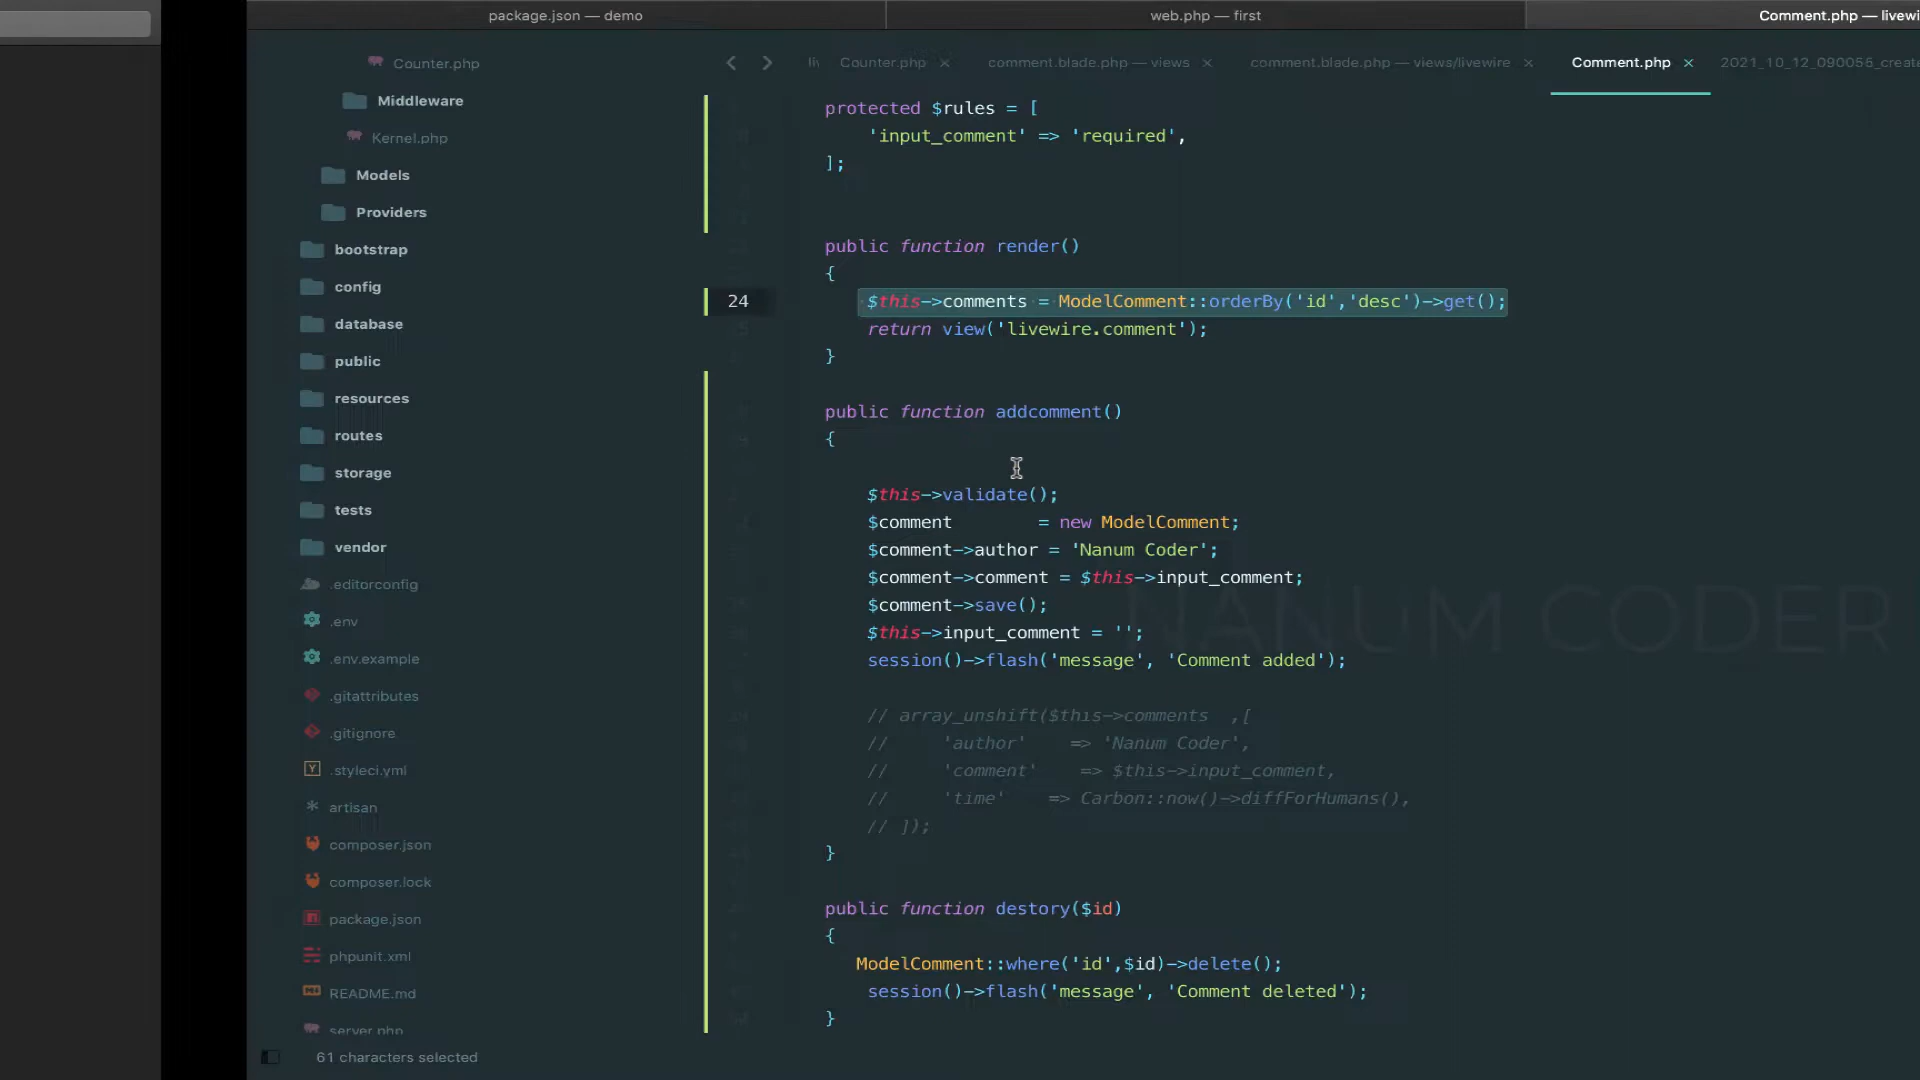 package.json — demo
web.php — first
Comment.php — livewi
Counter.php
Middleware
Kernel.php
Models
Providers
bootstrap
config
database
public
resources
routes
storage
tests
vendor
.editorconfig
.env
.env.example
.gitattributes
.gitignore
.styleci.yml
artisan
composer.json
composer.lock
package.json
phpunit.xml
README.md
server.php
61 characters selected
Counter.php ×
comment.blade.php — views ×
comment.blade.php — views/livewire ×
Comment.php ×
2021_10_12_090055_create
protected $rules = [
'input_comment' => 'required',
];
public function render()
{
24 $this->comments = ModelComment::orderBy('id','desc')->get();
return view('livewire.comment');
}
public function addcomment()
{
$this->validate();
$comment = new ModelComment;
$comment->author = 'Nanum Coder';
$comment->comment = $this->input_comment;
$comment->save();
$this->input_comment = '';
session()->flash('message', 'Comment added');
// array_unshift($this->comments ,[
// 'author' => 'Nanum Coder',
// 'comment' => $this->input_comment,
// 'time' => Carbon::now()->diffForHumans(),
// ]);
}
public function destory($id)
{
ModelComment::where('id',$id)->delete();
session()->flash('message', 'Comment deleted');
}
NANUM CODER